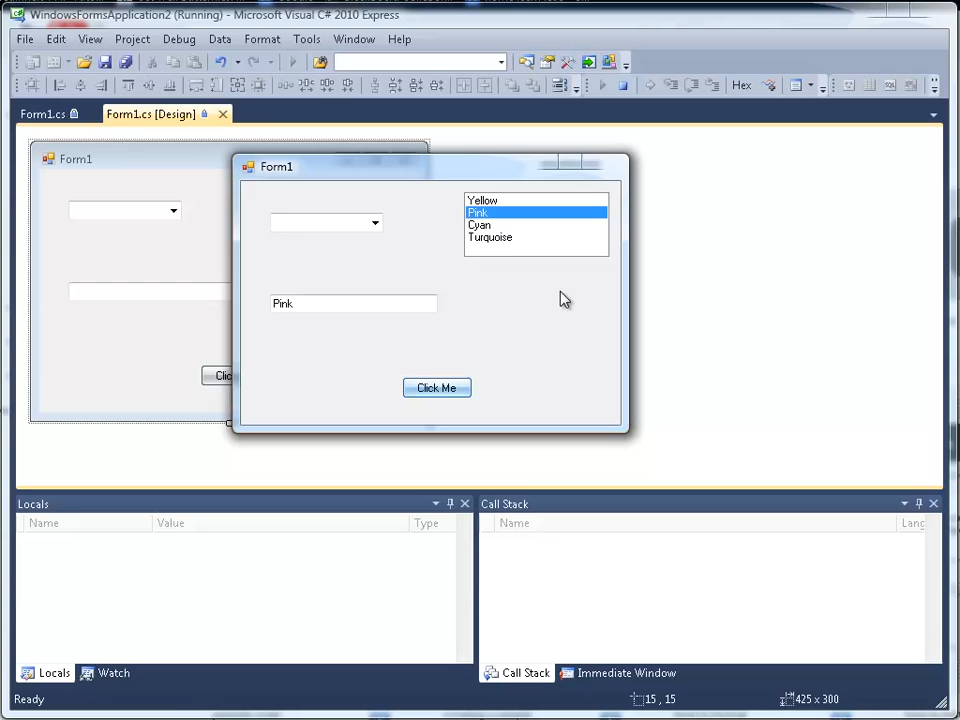 WindowsFormsApplication2 (Running) - Microsoft Visual C# 2010 Express
File Edit View Project Debug Data Format Tools Window Help
Hex
Form1.cs Form1.cs [Design]
Form1
Form1
Yellow
Pink
Cyan
Turquoise
Pink
Clic
Click Me
Locals
Call Stack
Name Value Type
Name Lang
Locals Watch
Call Stack Immediate Window
Ready
15 , 15
425 x 300